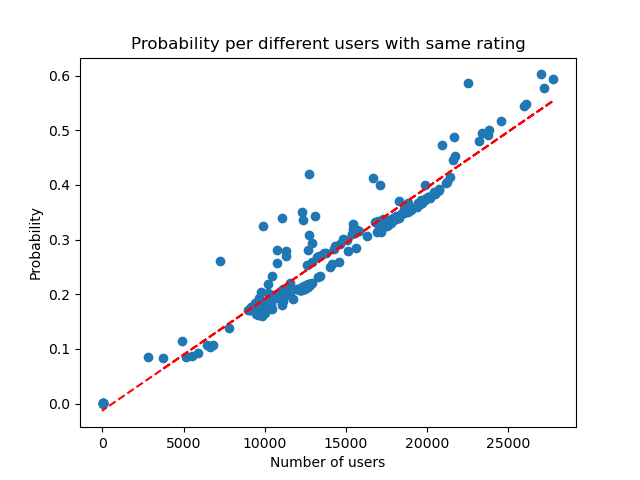 Probability per different users with same rating
0.6
0.5
0.4
0.3
0.2
0.1
0.0
Probability
0 5000 10000 15000 20000 25000
Number of users